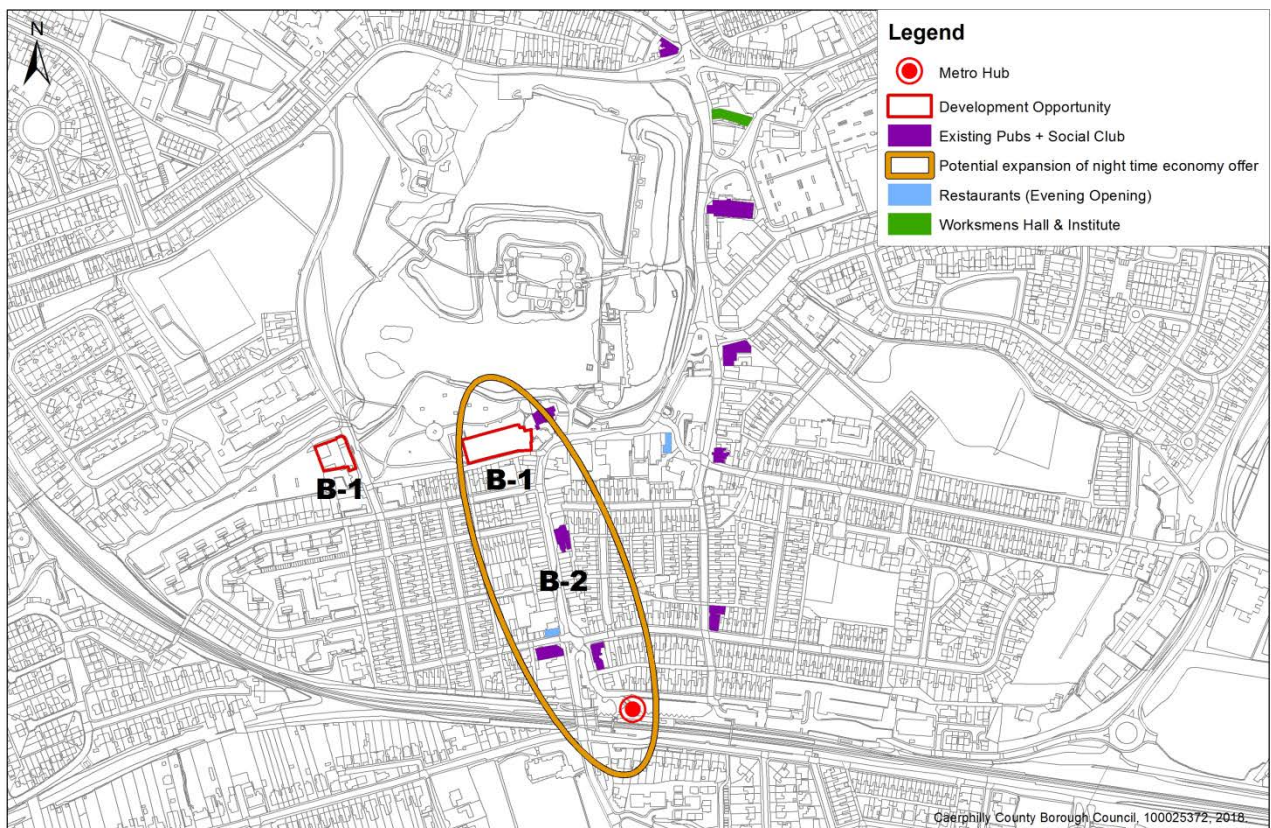 N
Legend
Metro Hub
Development Opportunity
Existing Pubs + Social Club
Potential expansion of night time economy offer
Restaurants (Evening Opening)
Worksmens Hall & Institute
B-1
B-1
B-2
Caerphilly County Borough Council, 100025372, 2018.